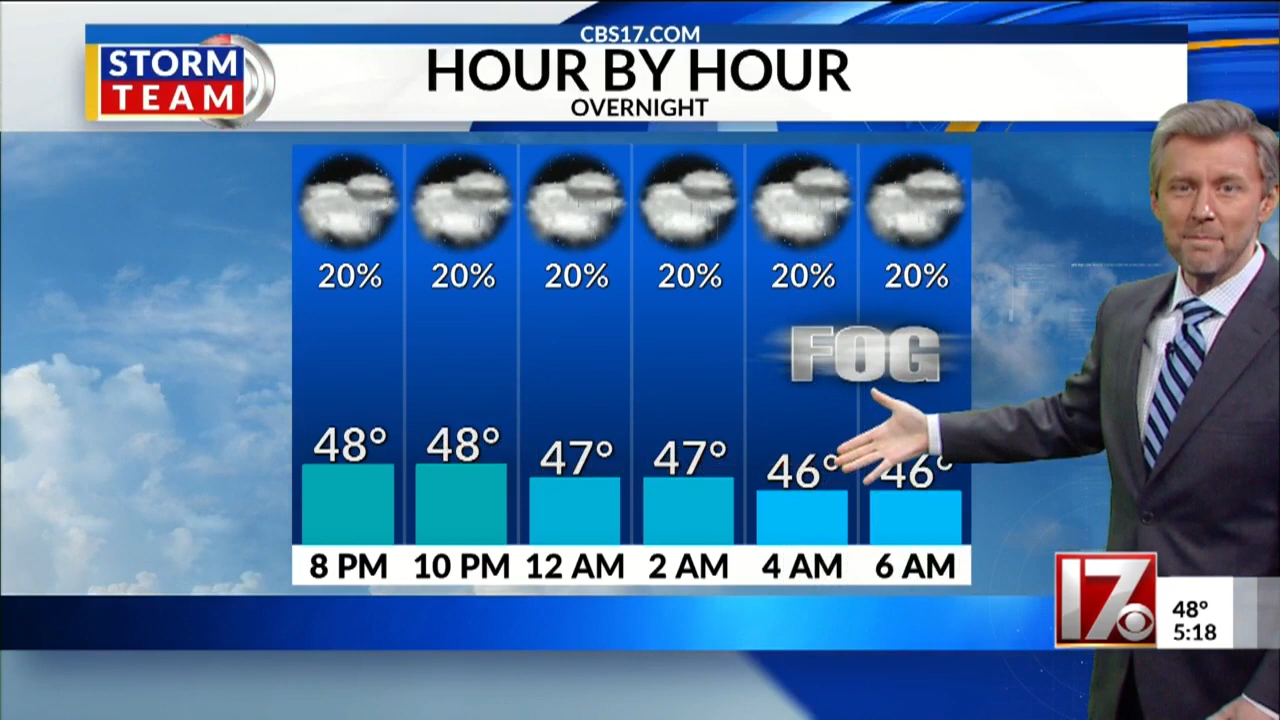 CBS17.COM
STORM
TEAM
HOUR BY HOUR
OVERNIGHT
20% 20% 20% 20% 20% 20%
FOG
48° 48° 47° 47° 46° 46°
8 PM 10 PM 12 AM 2 AM 4 AM 6 AM
17
48°
5:18